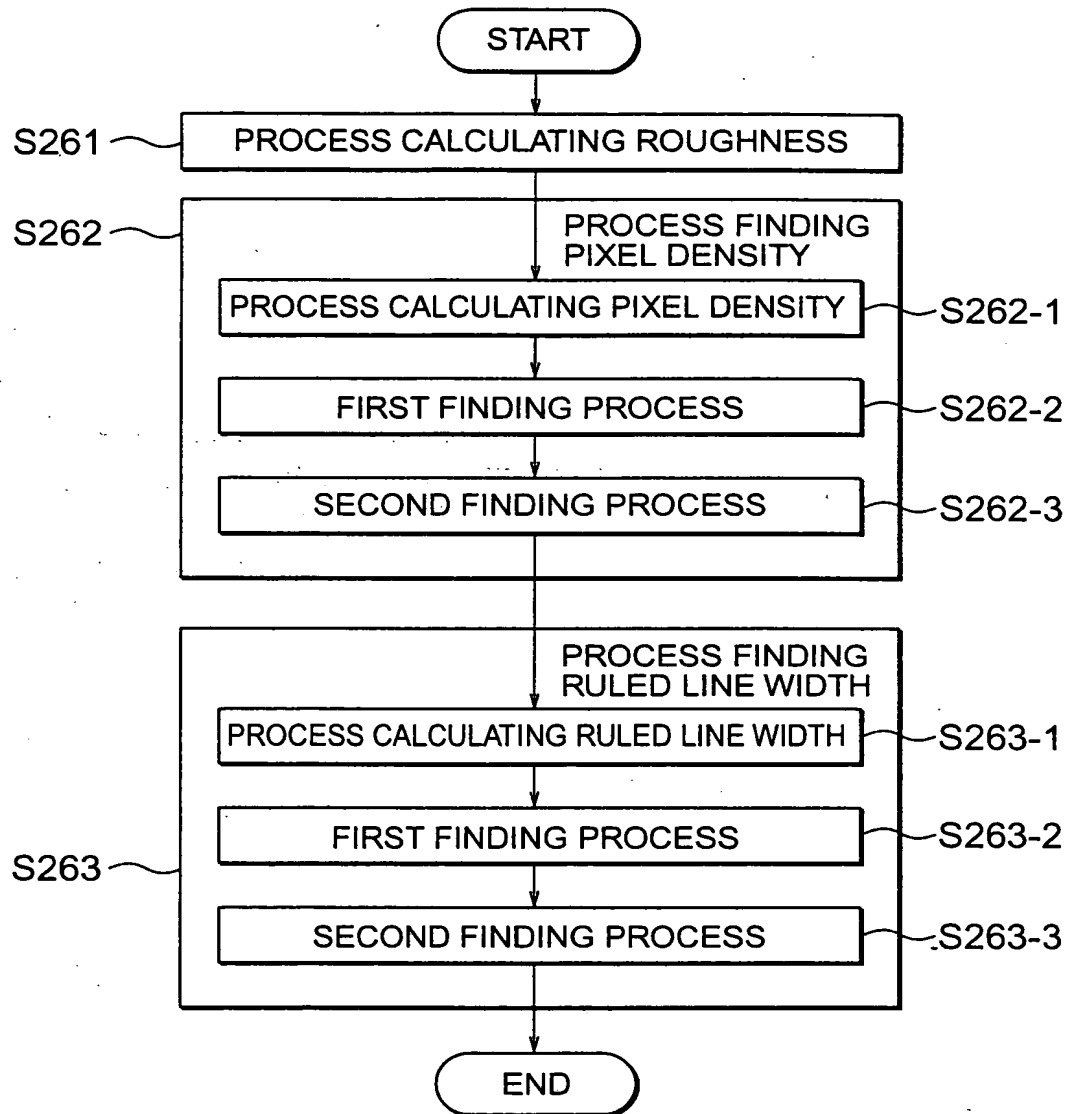 START
S261
PROCESS CALCULATING ROUGHNESS
S262
PROCESS FINDING
PIXEL DENSITY
PROCESS CALCULATING PIXEL DENSITY
S262-1
FIRST FINDING PROCESS
S262-2
SECOND FINDING PROCESS
S262-3
PROCESS FINDING
RULED LINE WIDTH
PROCESS CALCULATING RULED LINE WIDTH
S263-1
FIRST FINDING PROCESS
S263-2
S263
SECOND FINDING PROCESS
S263-3
END